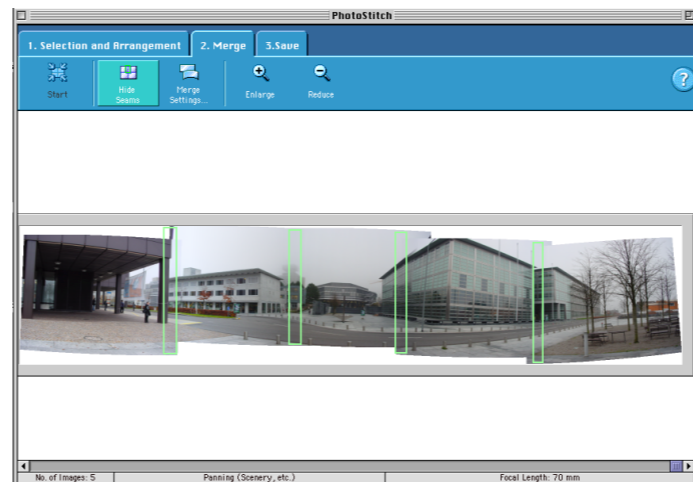 PhotoStitch
1. Selection and Arrangement
2. Merge
3.Save
Start
Hide
Seams
Merge
Settings...
Enlarge
Reduce
?
No. of Images: 5
Panning (Scenery, etc.)
Focal Length: 70 mm